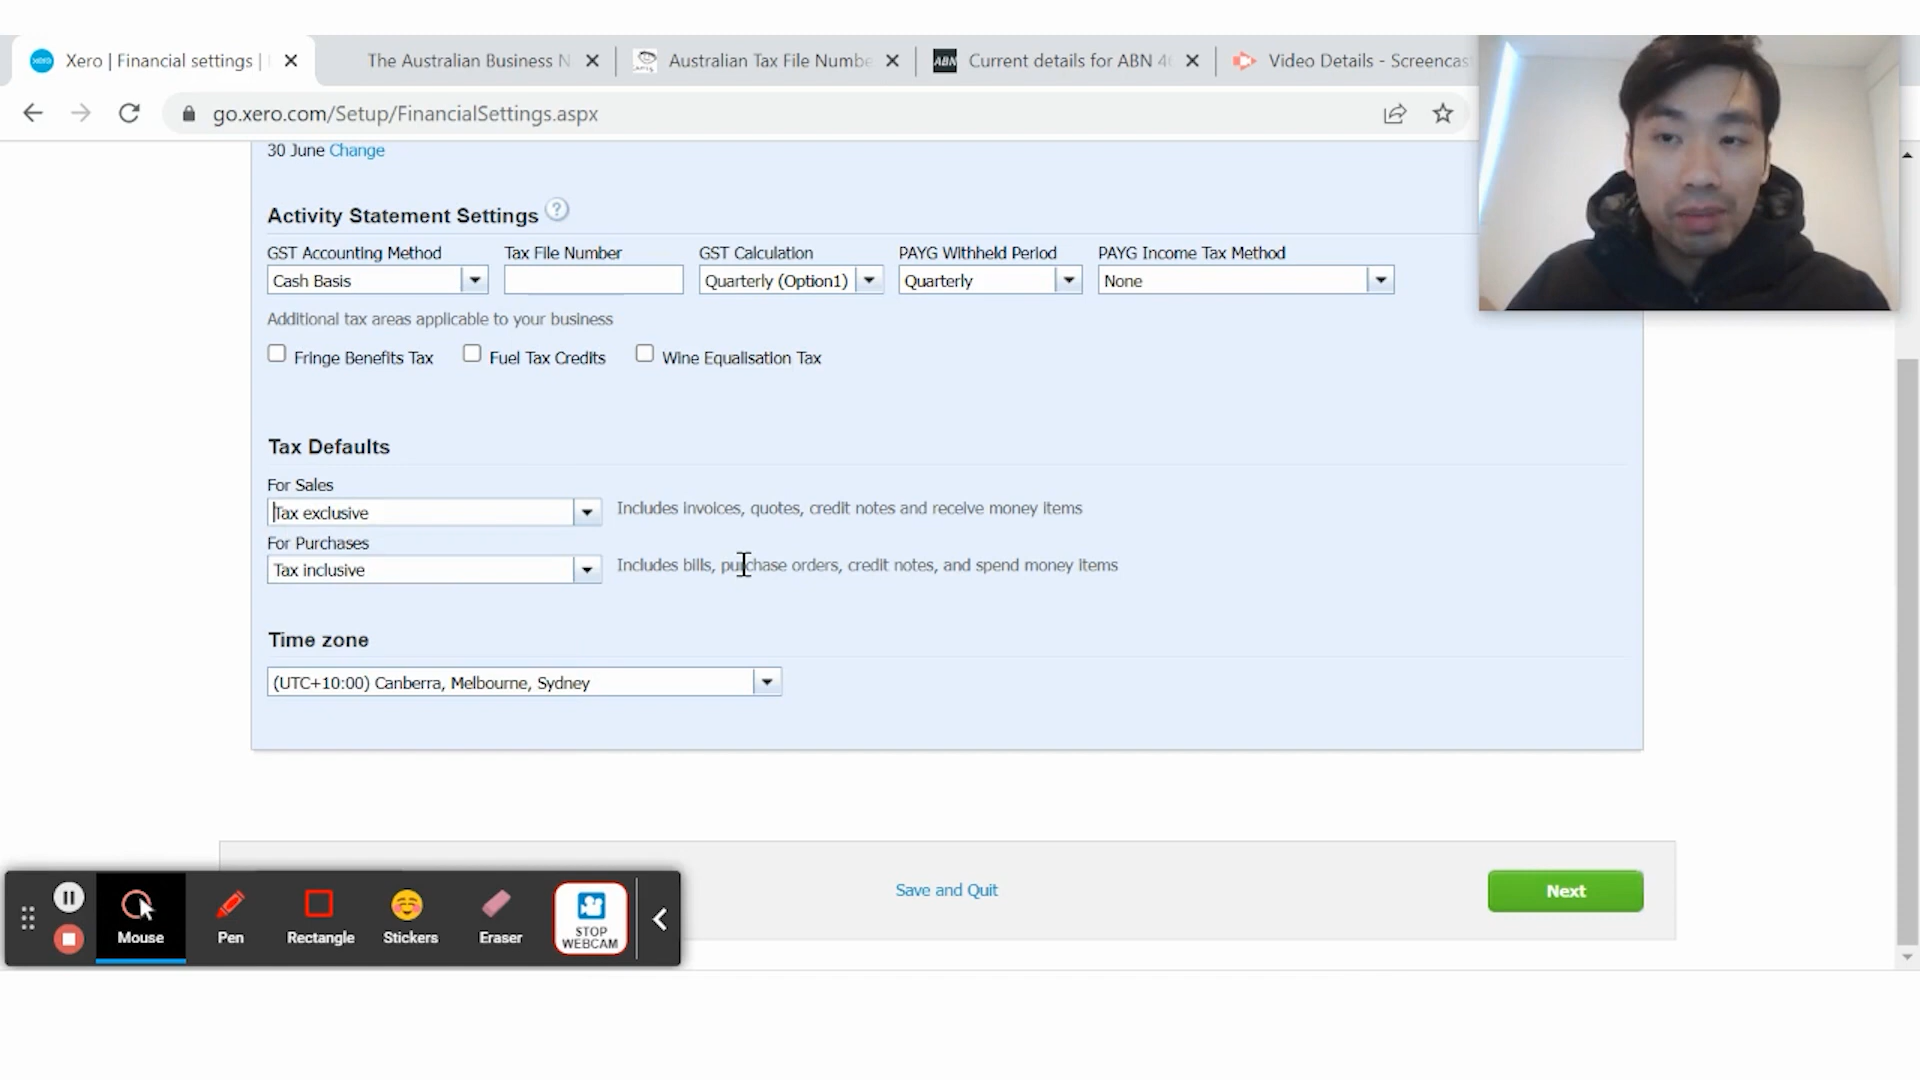 Xero | Financial settings |
The Australian Business N
Australian Tax File Numbe
ABN Current details for ABN 4
Video Details - Screencas
go.xero.com/Setup/FinancialSettings.aspx
30 June Change
Activity Statement Settings ?
GST Accounting Method Tax File Number GST Calculation PAYG Withheld Period PAYG Income Tax Method
Cash Basis Quarterly (Option1) Quarterly None
Additional tax areas applicable to your business
Fringe Benefits Tax Fuel Tax Credits Wine Equalisation Tax
Tax Defaults
For Sales
Tax exclusive Includes invoices, quotes, credit notes and receive money items
For Purchases
Tax inclusive Includes bills, purchase orders, credit notes, and spend money items
Time zone
(UTC+10:00) Canberra, Melbourne, Sydney
Save and Quit
Next
Mouse Pen Rectangle Stickers Eraser
STOP
WEBCAM